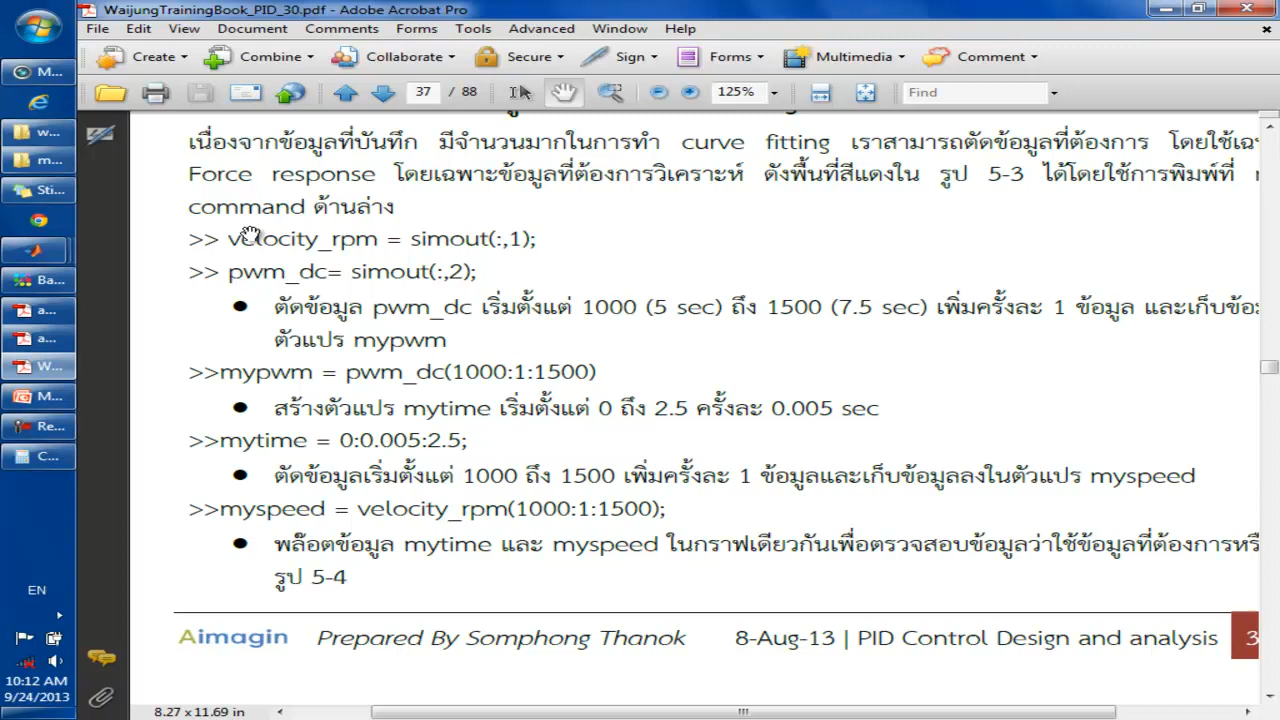 WaijungTrainingBook_PID_30.pdf - Adobe Acrobat Pro
File Edit View Document Comments Forms Tools Advanced Window Help
Create Combine Collaborate Secure Sign Forms Multimedia Comment
37 / 88 125% Find
M...
w...
m...
Sti...
Ba...
a...
a...
W...
M...
Re...
C...
EN
10:12 AM
9/24/2013
เนื่องจากข้อมูลที่บันทึก มีจำนวนมากในการทำ curve fitting เราสามารถตัดข้อมูลที่ต้องการ โดยใช้เฉ
Force response โดยเฉพาะข้อมูลที่ต้องการวิเคราะห์ ดังพื้นที่สีแดงใน รูป 5-3 ได้โดยใช้การพิมพ์ที่
command ด้านล่าง
>> velocity_rpm = simout(:,1);
>> pwm_dc= simout(:,2);
● ตัดข้อมูล pwm_dc เริ่มตั้งแต่ 1000 (5 sec) ถึง 1500 (7.5 sec) เพิ่มครั้งละ 1 ข้อมูล และเก็บข้อ
ตัวแปร mypwm
>>mypwm = pwm_dc(1000:1:1500)
● สร้างตัวแปร mytime เริ่มตั้งแต่ 0 ถึง 2.5 ครั้งละ 0.005 sec
>>mytime = 0:0.005:2.5;
● ตัดข้อมูลเริ่มตั้งแต่ 1000 ถึง 1500 เพิ่มครั้งละ 1 ข้อมูลและเก็บข้อมูลลงในตัวแปร myspeed
>>myspeed = velocity_rpm(1000:1:1500);
● พล๊อตข้อมูล mytime และ myspeed ในกราฟเดียวกันเพื่อตรวจสอบข้อมูลว่าใช้ข้อมูลที่ต้องการหรื
รูป 5-4
Aimagin Prepared By Somphong Thanok 8-Aug-13 | PID Control Design and analysis 3
8.27 x 11.69 in